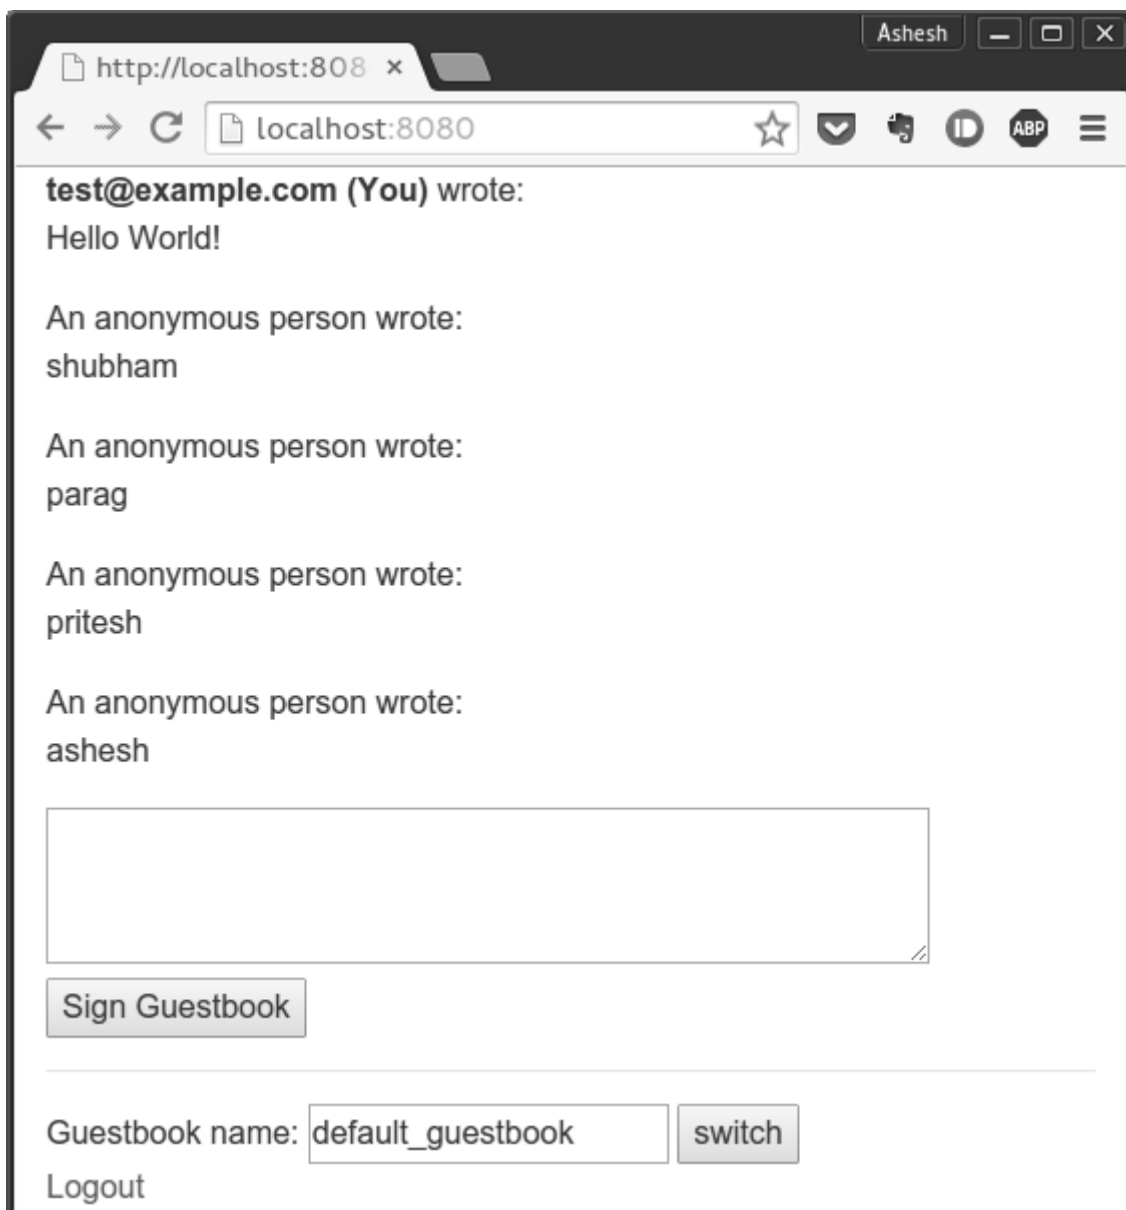 Ashesh
http://localhost:808
localhost:8080
ABP
test@example.com (You) wrote:
Hello World!
An anonymous person wrote:
shubham
An anonymous person wrote:
parag
An anonymous person wrote:
pritesh
An anonymous person wrote:
ashesh
Sign Guestbook
Guestbook name: default_guestbook switch
Logout